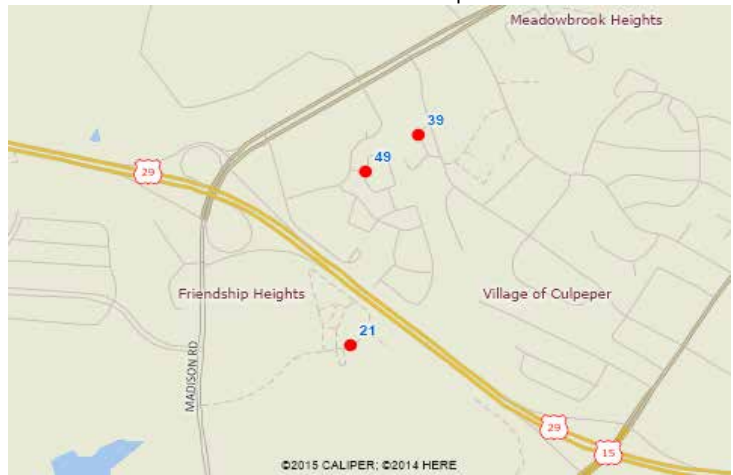 Meadowbrook Heights
39
49
29
Friendship Heights
Village of Culpeper
21
MADISON RD
29
15
©2015 CALIPER; ©2014 HERE